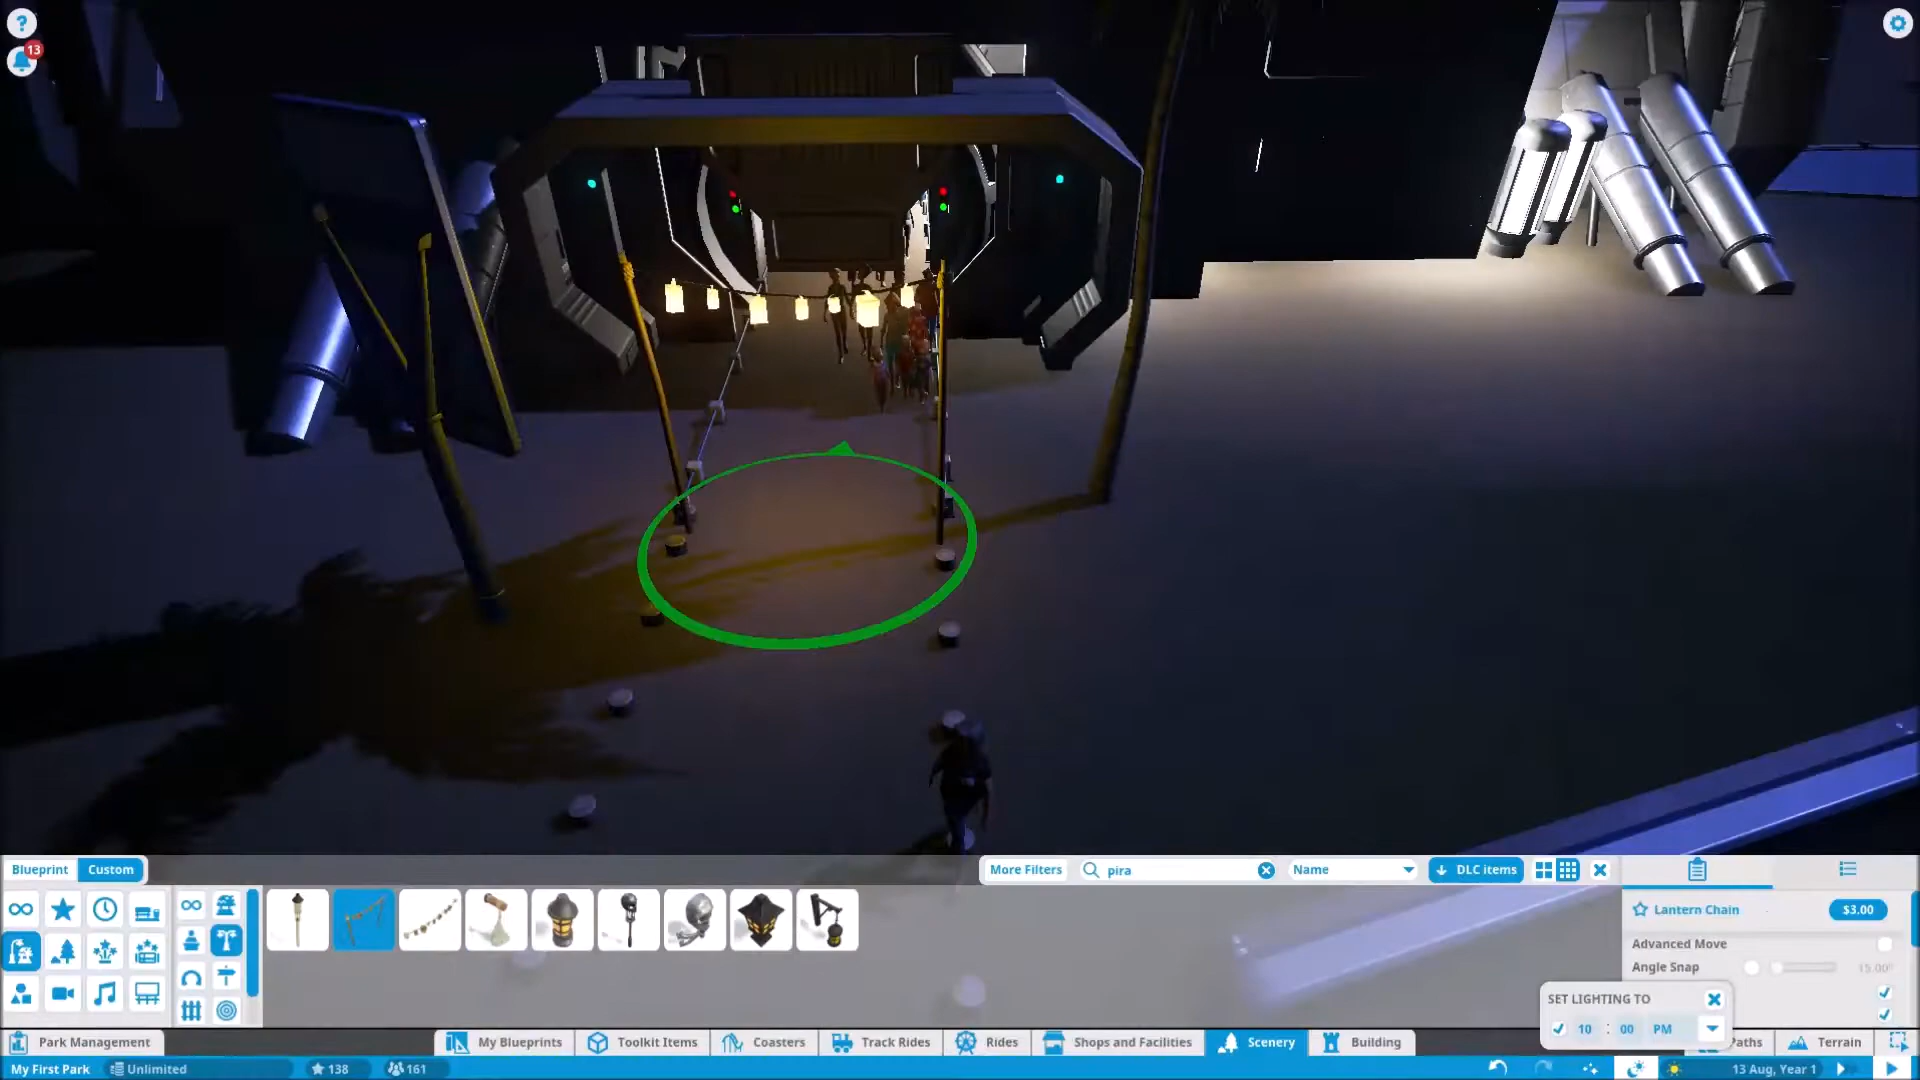 ?
13
Blueprint
Custom
More Filters
pira
Name
DLC items
Lantern Chain
$3.00
Advanced Move
Angle Snap
15.00°
SET LIGHTING TO
10 : 00 PM
Park Management
My Blueprints
Toolkit Items
Coasters
Track Rides
Rides
Shops and Facilities
Scenery
Building
Paths
Terrain
My First Park
Unlimited
138
161
13 Aug, Year 1